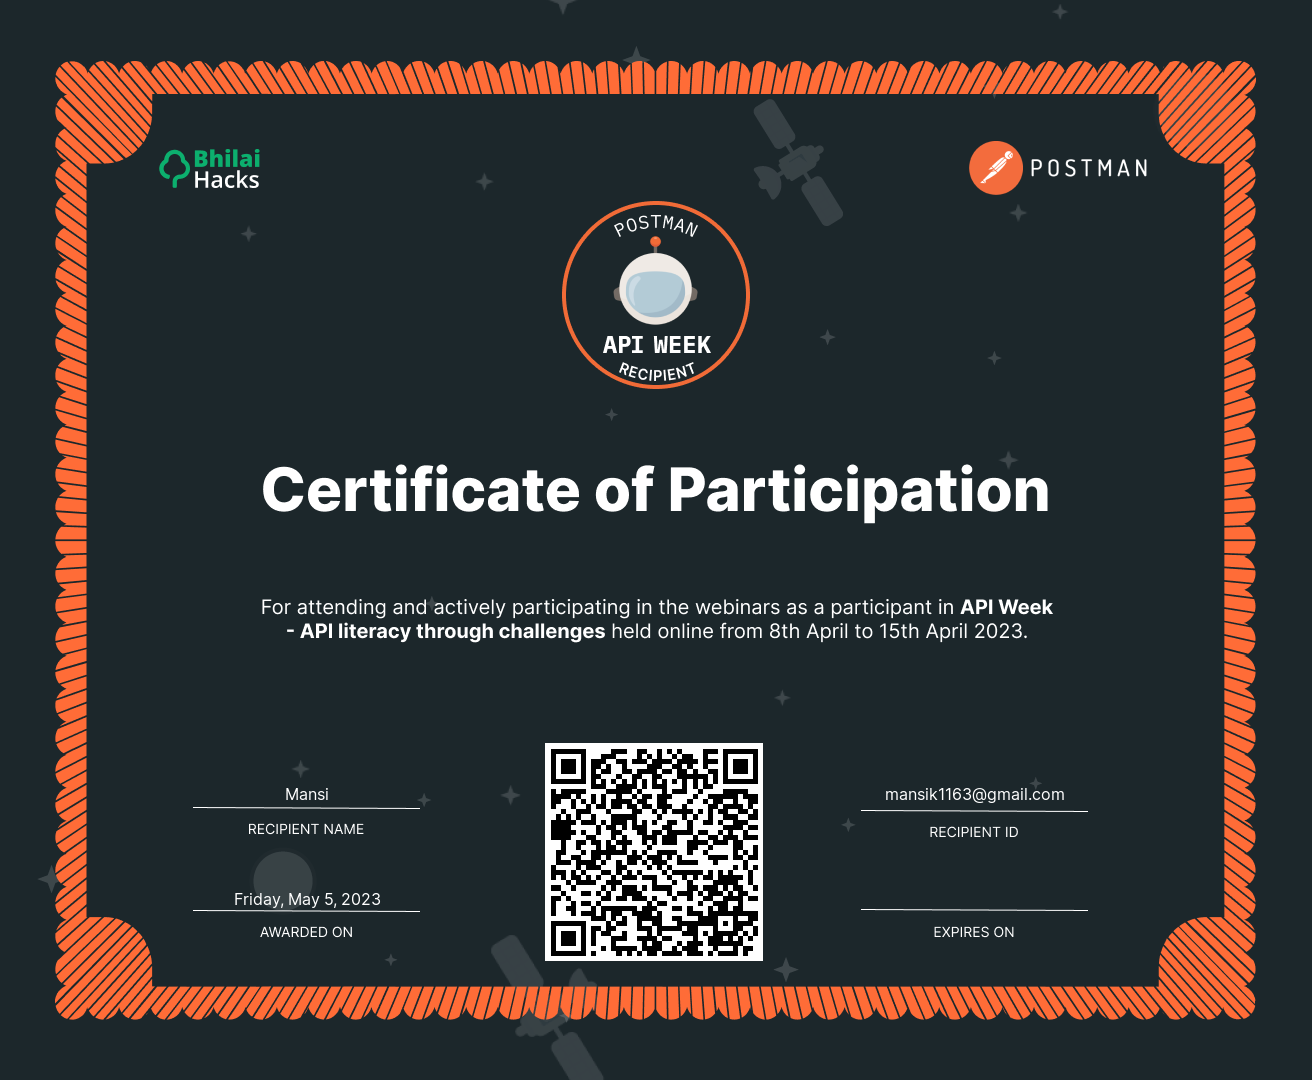 Bhilai
Hacks
POSTMAN
POSTMAN
API WEEK
RECIPIENT
Certificate of Participation
For attending and actively participating in the webinars as a participant in API Week
- API literacy through challenges held online from 8th April to 15th April 2023.
Mansi
RECIPIENT NAME
mansik1163@gmail.com
RECIPIENT ID
Friday, May 5, 2023
AWARDED ON
EXPIRES ON